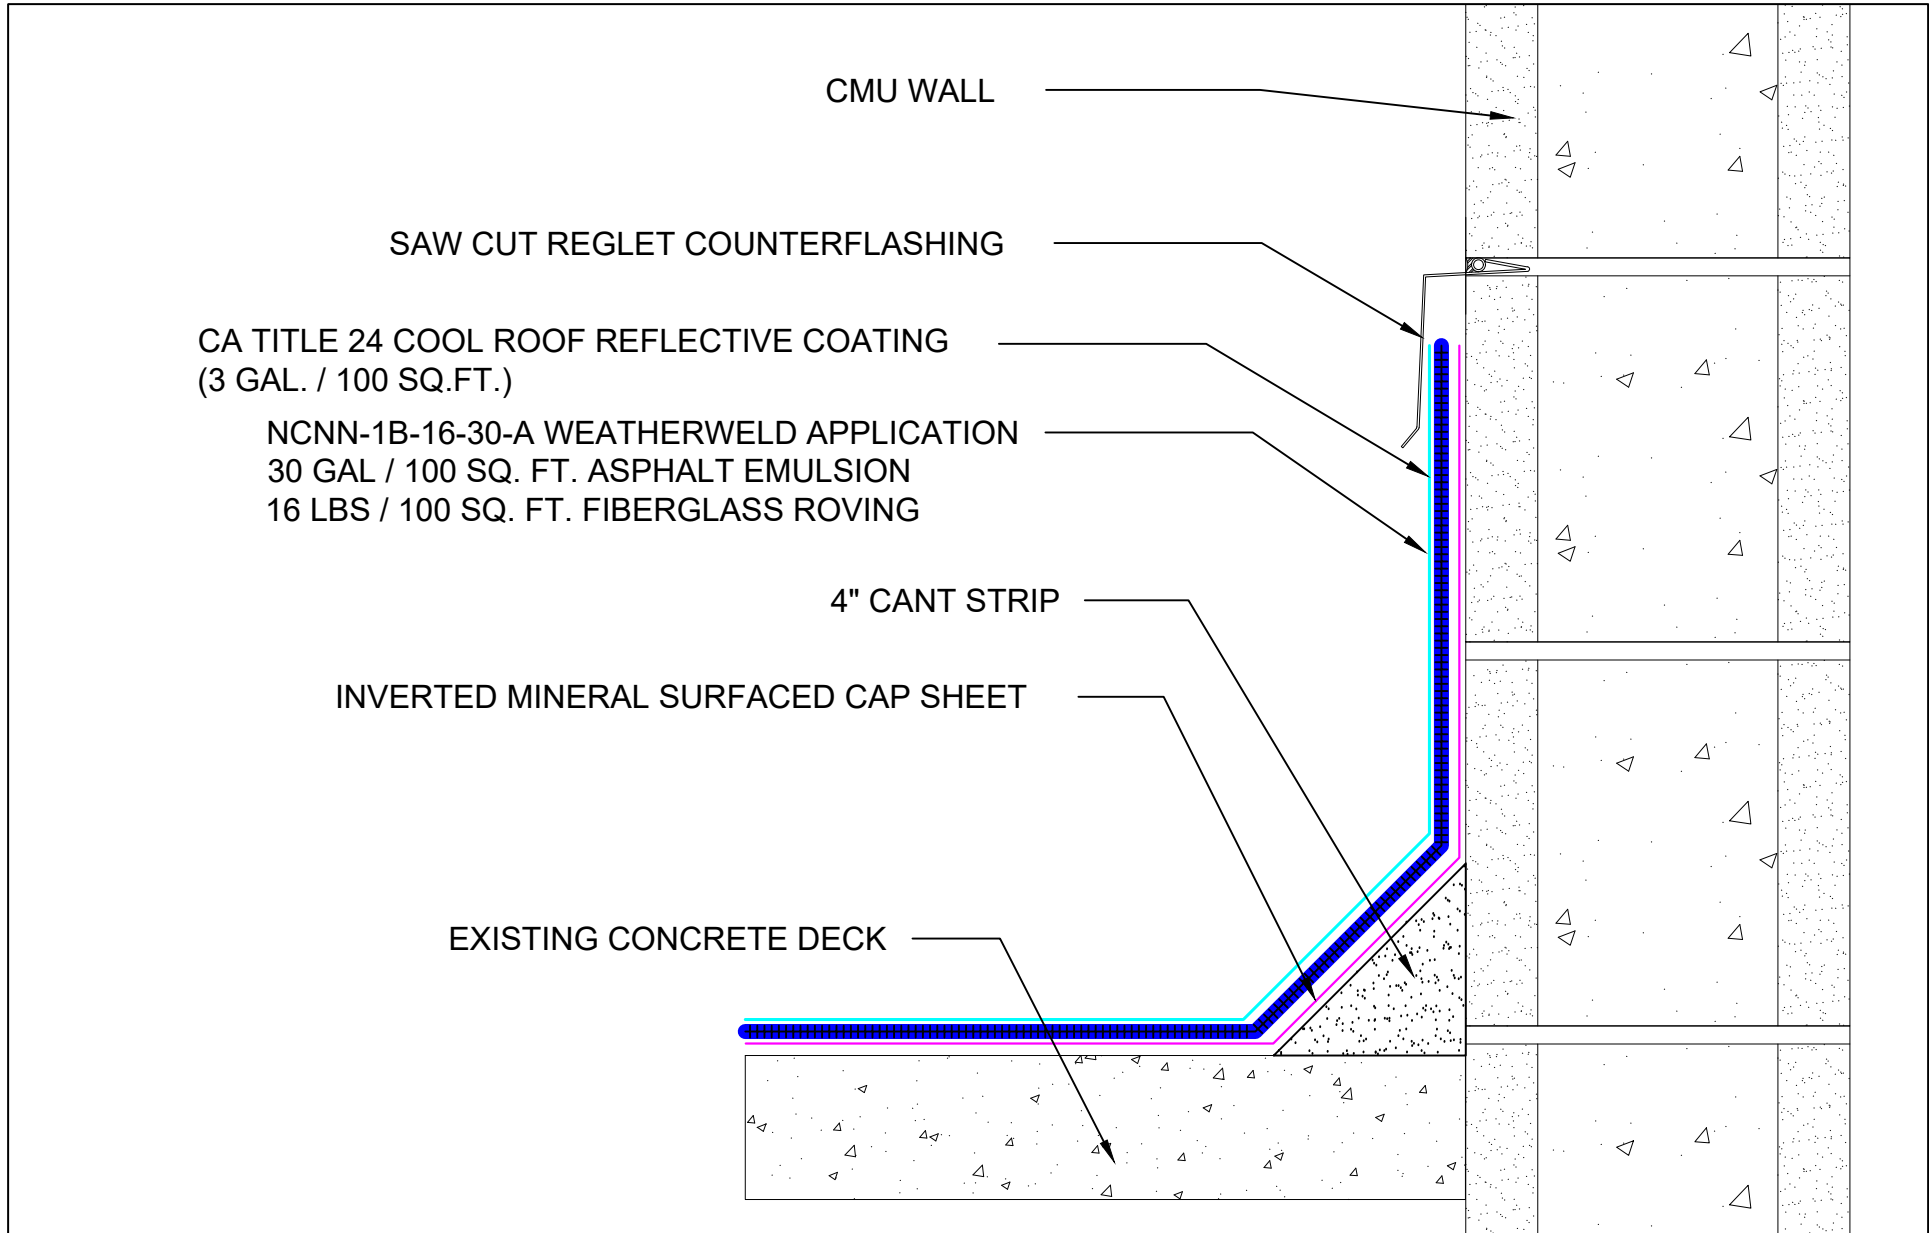 CMU WALL
SAW CUT REGLET COUNTERFLASHING
CA TITLE 24 COOL ROOF REFLECTIVE COATING
(3 GAL. / 100 SQ.FT.)
NCNN-1B-16-30-A WEATHERWELD APPLICATION
30 GAL / 100 SQ. FT. ASPHALT EMULSION
16 LBS / 100 SQ. FT. FIBERGLASS ROVING
4" CANT STRIP
INVERTED MINERAL SURFACED CAP SHEET
EXISTING CONCRETE DECK